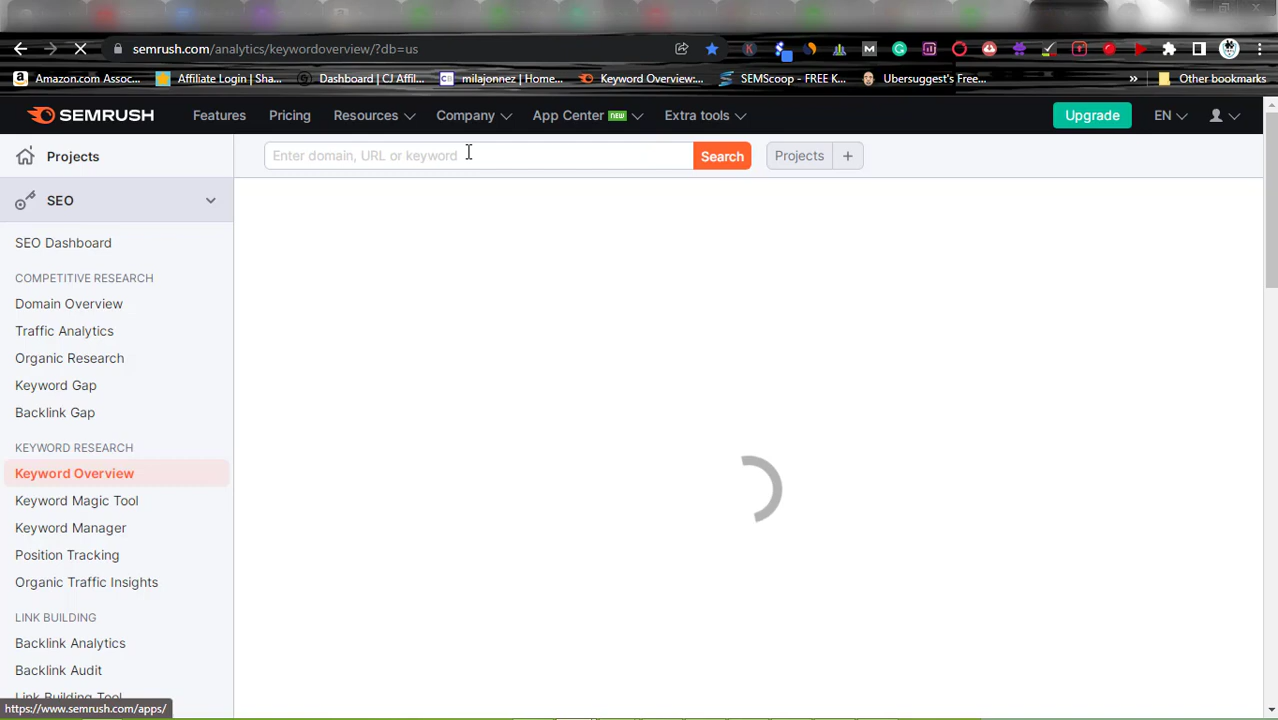 semrush.com/analytics/keywordoverview/?db=us
Amazon.com Assoc... Affiliate Login | Sha... Dashboard | CJ Affil... milajonnez | Home... Keyword Overview:... SEMScoop - FREE K... Ubersuggest's Free... » Other bookmarks
SEMRUSH Features Pricing Resources Company App Center NEW Extra tools Upgrade EN
Projects
Enter domain, URL or keyword Search Projects +
SEO
SEO Dashboard
COMPETITIVE RESEARCH
Domain Overview
Traffic Analytics
Organic Research
Keyword Gap
Backlink Gap
KEYWORD RESEARCH
Keyword Overview
Keyword Magic Tool
Keyword Manager
Position Tracking
Organic Traffic Insights
LINK BUILDING
Backlink Analytics
Backlink Audit
Link Building Tool
https://www.semrush.com/apps/